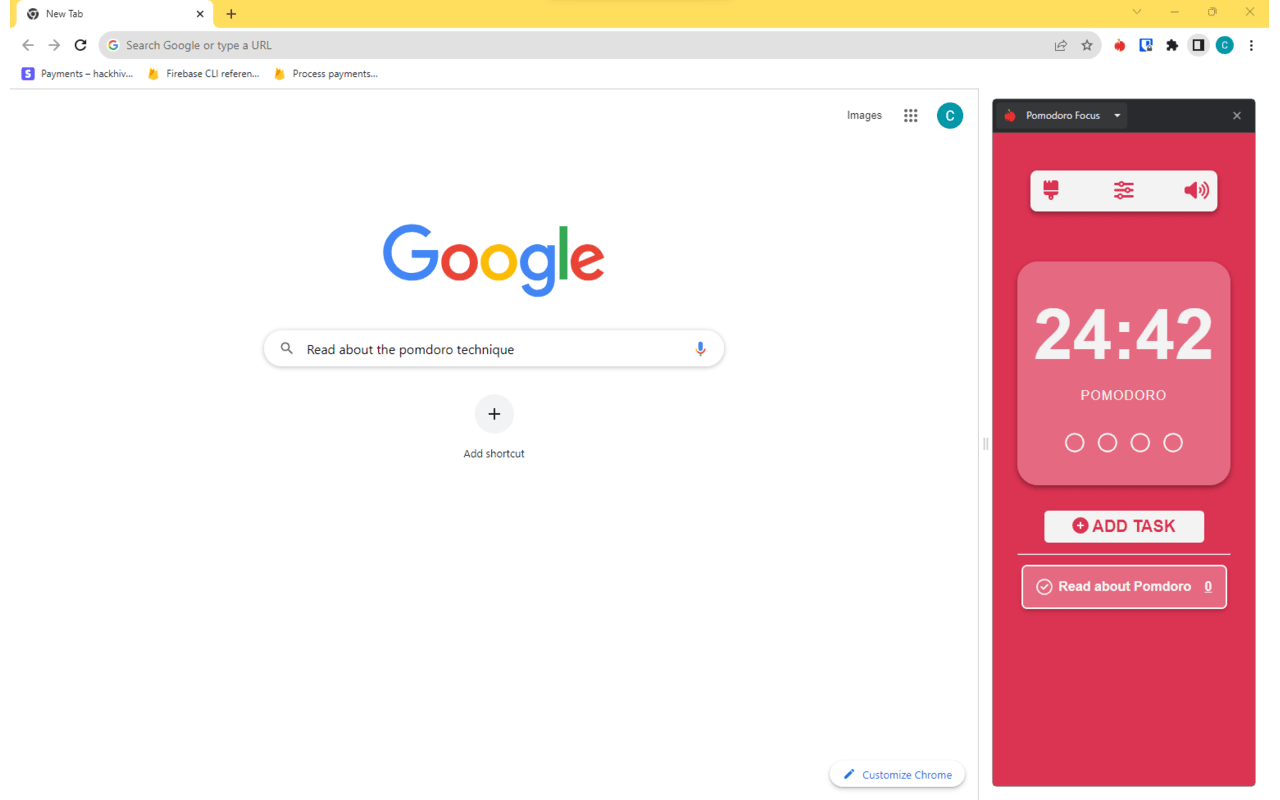 New Tab
Search Google or type a URL
Payments – hackhiv... Firebase CLI referen... Process payments...
Images
C
Google
Read about the pomdoro technique
Add shortcut
Customize Chrome
Pomodoro Focus
24:42
POMODORO
ADD TASK
Read about Pomdoro 0